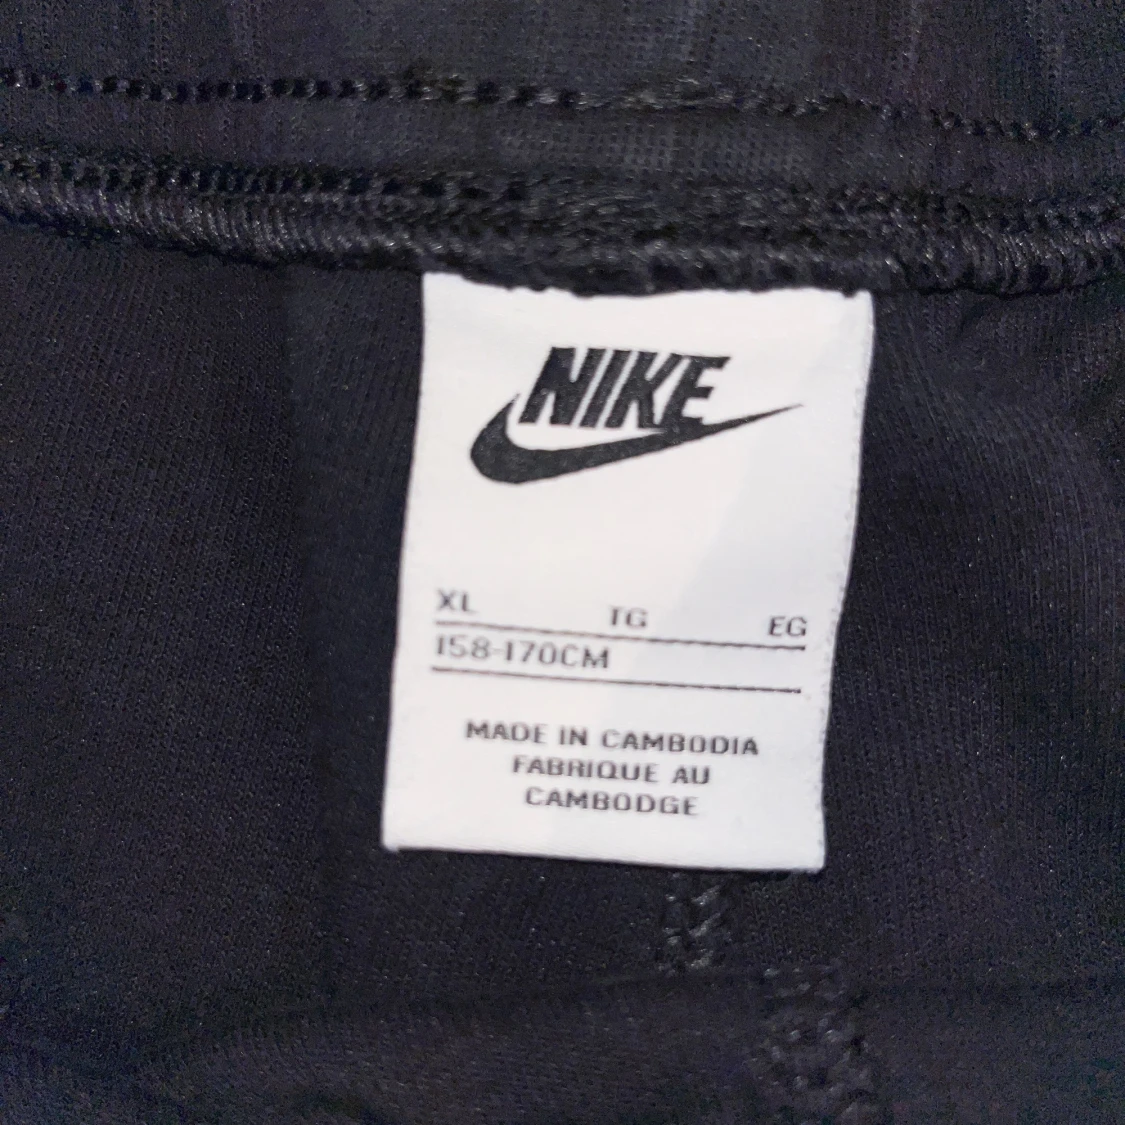 NIKE
XL TG EG
158-170CM
MADE IN CAMBODIA
FABRIQUE AU
CAMBODGE